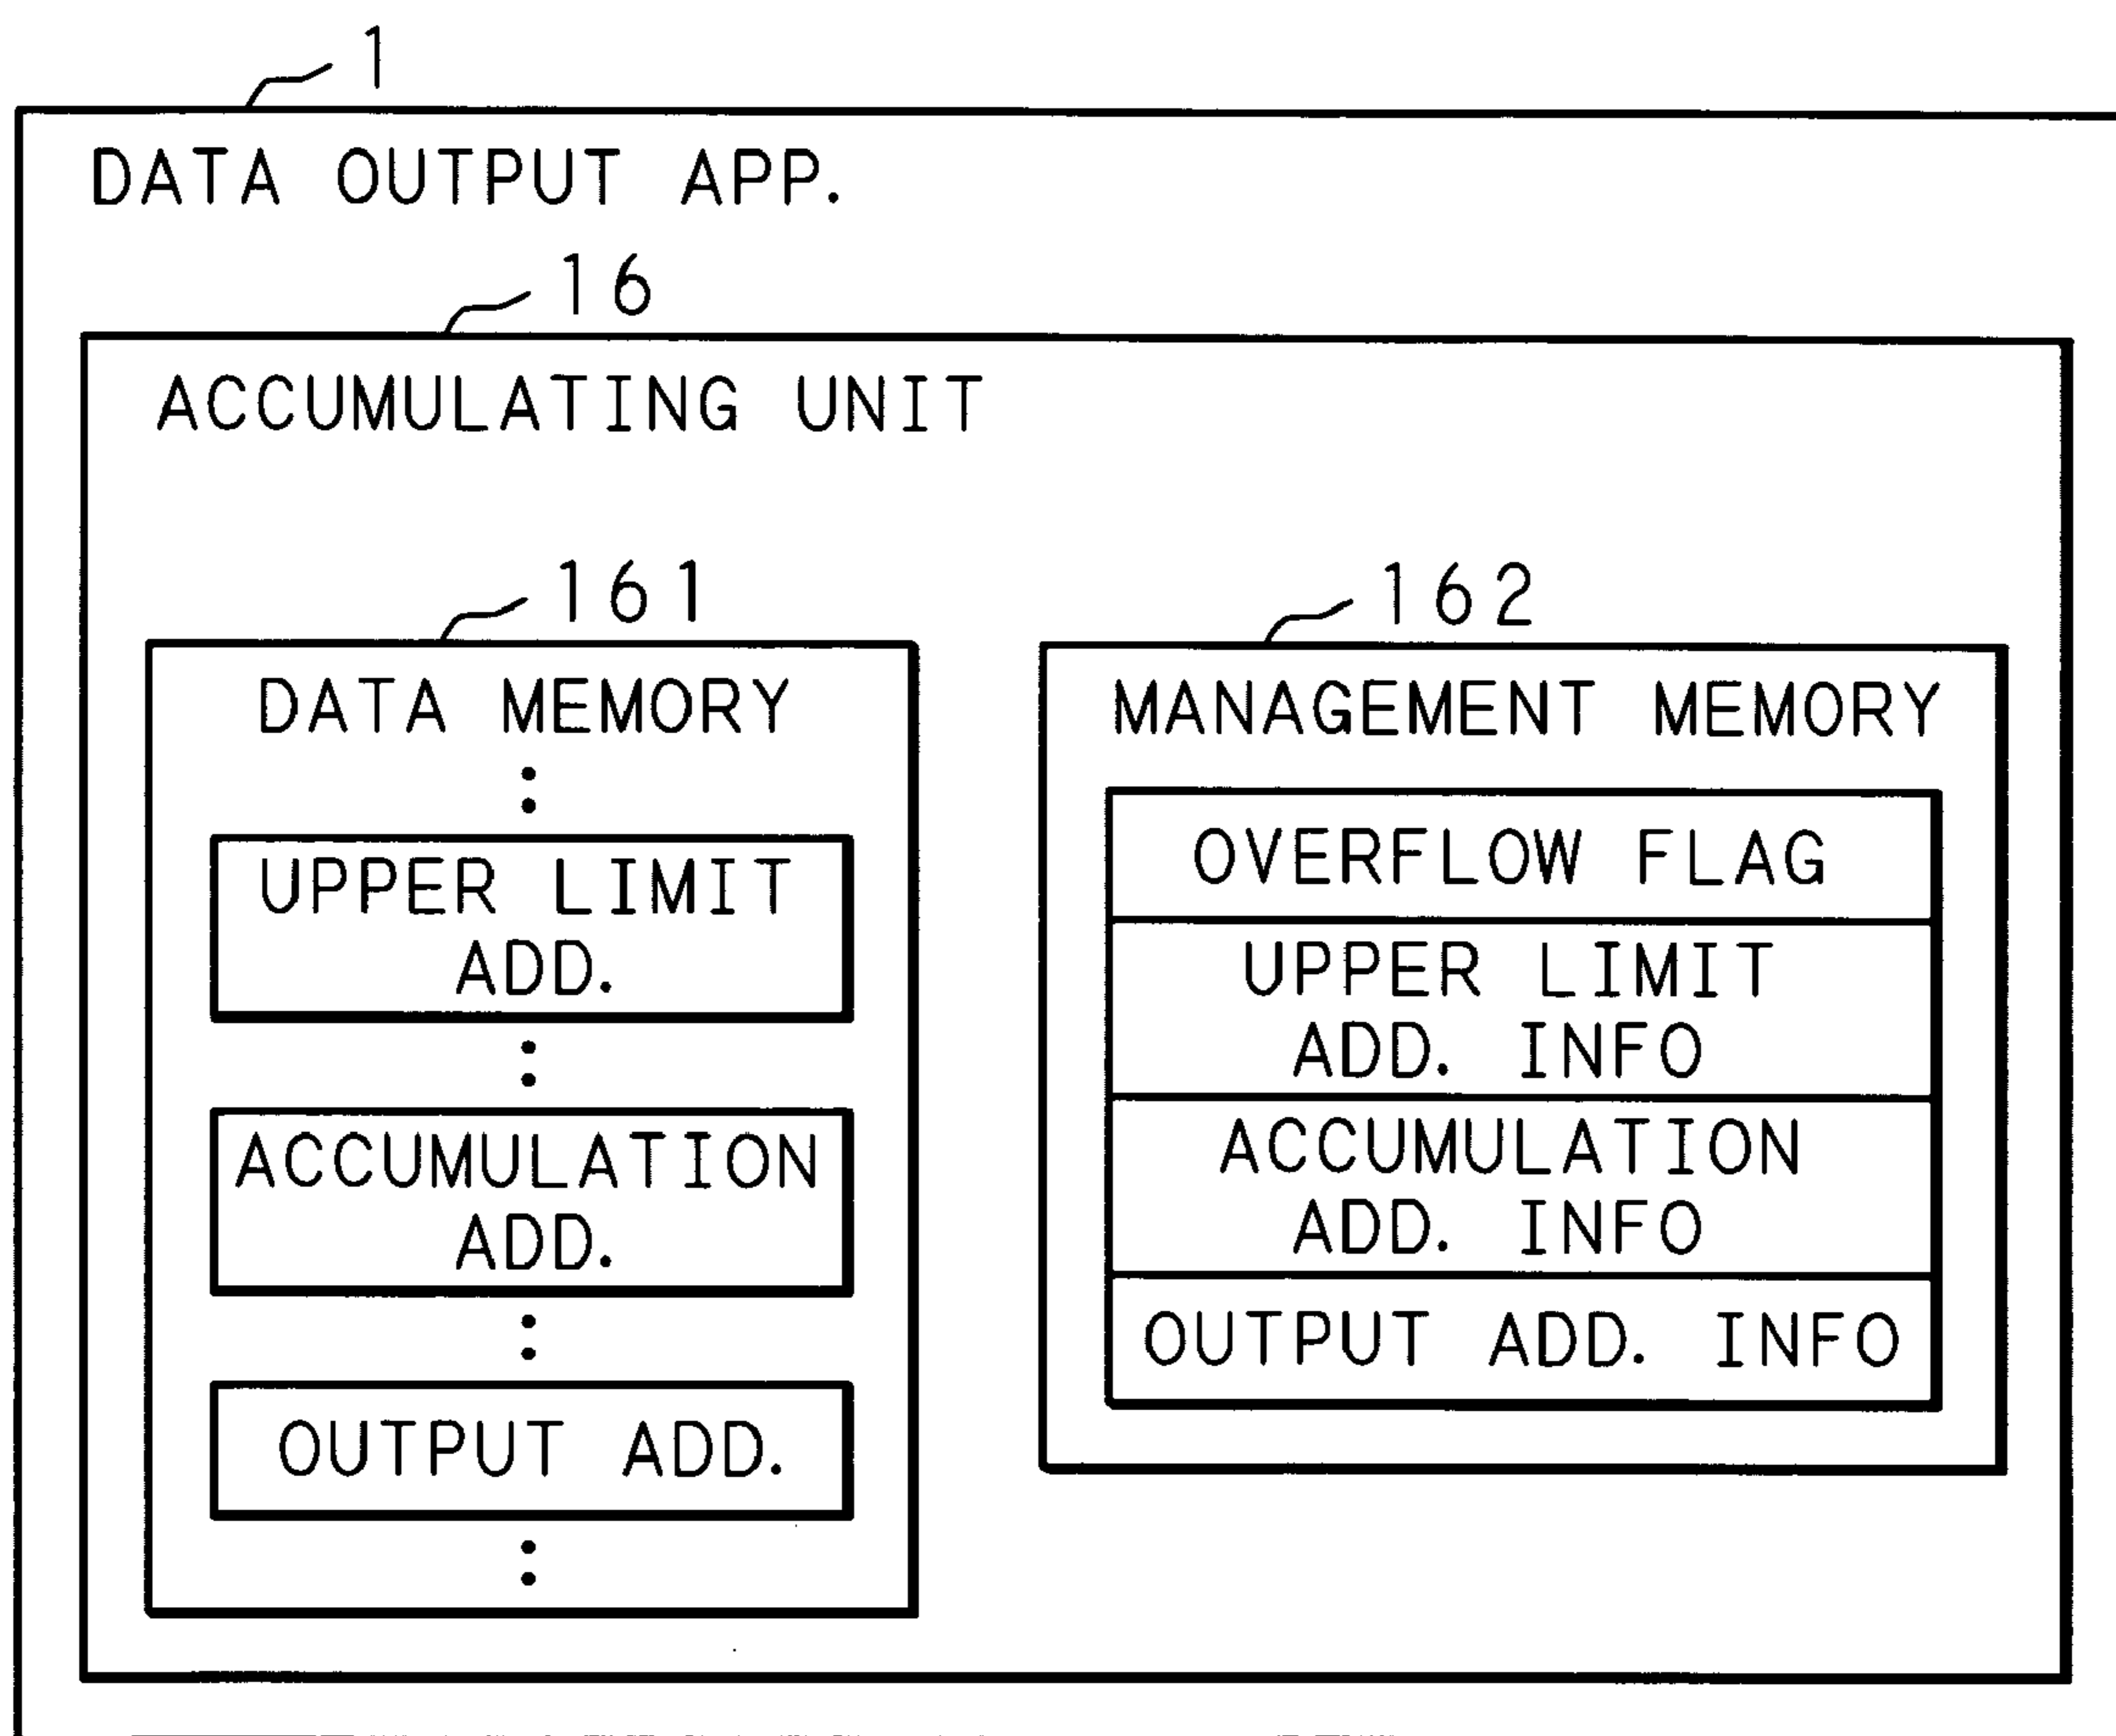 1
DATA OUTPUT APP.
16
ACCUMULATING UNIT
161
DATA MEMORY
UPPER LIMIT
ADD.
ACCUMULATION
ADD.
OUTPUT ADD.
162
MANAGEMENT MEMORY
OVERFLOW FLAG
UPPER LIMIT
ADD. INFO
ACCUMULATION
ADD. INFO
OUTPUT ADD. INFO